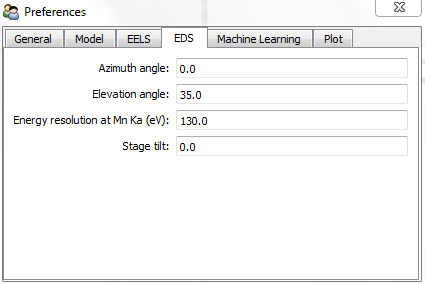 Preferences
General Model EELS EDS Machine Learning Plot
Azimuth angle: 0.0
Elevation angle: 35.0
Energy resolution at Mn Ka (eV): 130.0
Stage tilt: 0.0